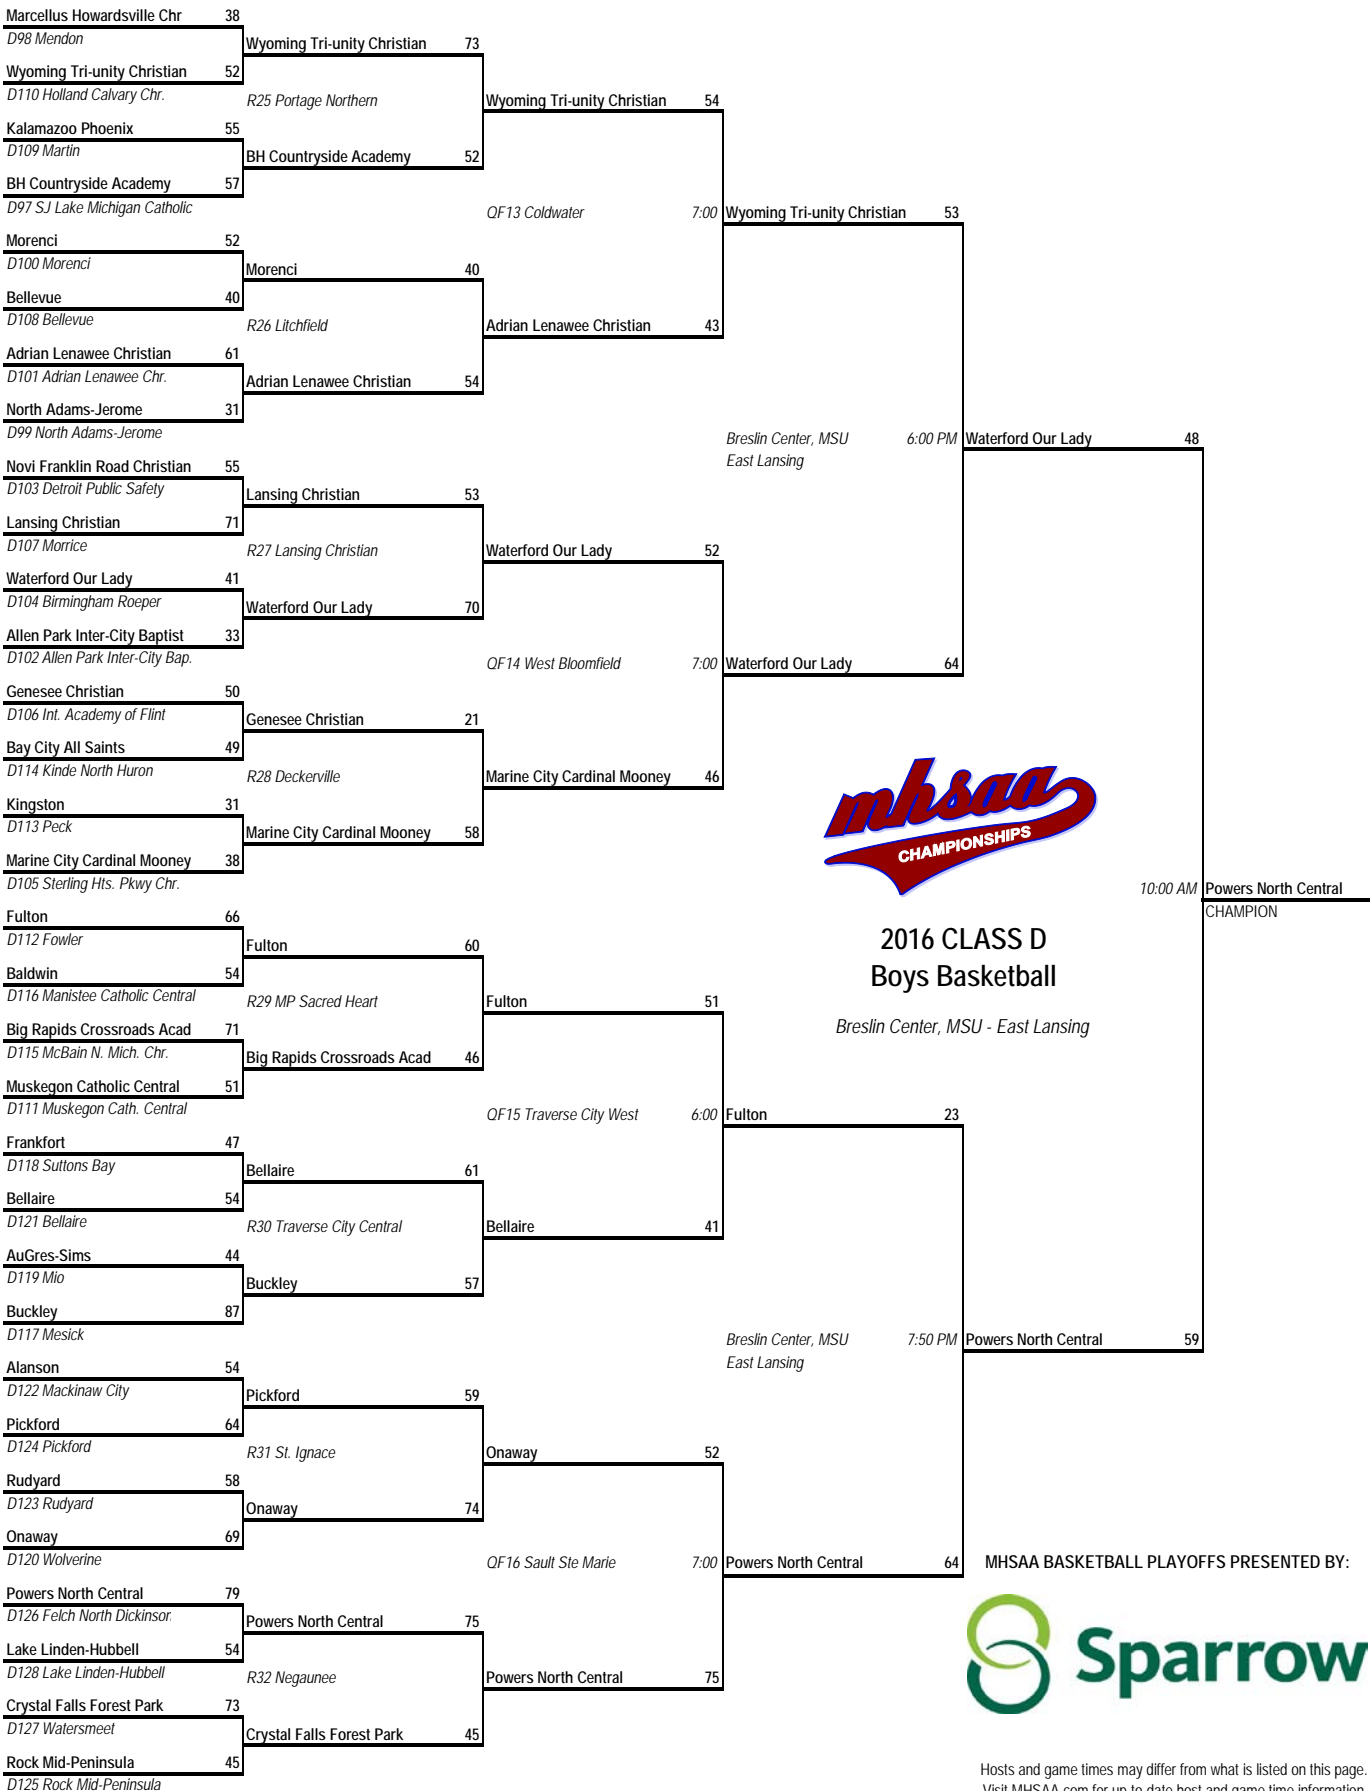 Marcellus Howardsville Chr 38
D98 Mendon
Wyoming Tri-unity Christian 73
Wyoming Tri-unity Christian 52
D110 Holland Calvary Chr.
R25 Portage Northern
Wyoming Tri-unity Christian 54
Kalamazoo Phoenix 55
D109 Martin
BH Countryside Academy 52
BH Countryside Academy 57
D97 SJ Lake Michigan Catholic
QF13 Coldwater 7:00 Wyoming Tri-unity Christian 53
Morenci 52
D100 Morenci
Morenci 40
Bellevue 40
D108 Bellevue
R26 Litchfield
Adrian Lenawee Christian 43
Adrian Lenawee Christian 61
D101 Adrian Lenawee Chr.
Adrian Lenawee Christian 54
North Adams-Jerome 31
D99 North Adams-Jerome
Breslin Center, MSU 6:00 PM Waterford Our Lady 48
East Lansing
Novi Franklin Road Christian 55
D103 Detroit Public Safety
Lansing Christian 53
Lansing Christian 71
D107 Morrice
R27 Lansing Christian
Waterford Our Lady 52
Waterford Our Lady 41
D104 Birmingham Roeper
Waterford Our Lady 70
Allen Park Inter-City Baptist 33
D102 Allen Park Inter-City Bap.
QF14 West Bloomfield 7:00 Waterford Our Lady 64
Genesee Christian 50
D106 Int. Academy of Flint
Genesee Christian 21
Bay City All Saints 49
D114 Kinde North Huron
R28 Deckerville
Marine City Cardinal Mooney 46
Kingston 31
D113 Peck
Marine City Cardinal Mooney 58
Marine City Cardinal Mooney 38
D105 Sterling Hts. Pkwy Chr.
mhsaa
CHAMPIONSHIPS
10:00 AM Powers North Central
CHAMPION
2016 CLASS D
Boys Basketball
Breslin Center, MSU - East Lansing
Fulton 66
D112 Fowler
Fulton 60
Baldwin 54
D116 Manistee Catholic Central
R29 MP Sacred Heart
Fulton 51
Big Rapids Crossroads Acad 71
D115 McBain N. Mich. Chr.
Big Rapids Crossroads Acad 46
Muskegon Catholic Central 51
D111 Muskegon Cath. Central
QF15 Traverse City West 6:00 Fulton 23
Frankfort 47
D118 Suttons Bay
Bellaire 61
Bellaire 54
D121 Bellaire
R30 Traverse City Central
Bellaire 41
AuGres-Sims 44
D119 Mio
Buckley 57
Buckley 87
D117 Mesick
Breslin Center, MSU 7:50 PM Powers North Central 59
East Lansing
Alanson 54
D122 Mackinaw City
Pickford 59
Pickford 64
D124 Pickford
R31 St. Ignace
Onaway 52
Rudyard 58
D123 Rudyard
Onaway 74
Onaway 69
D120 Wolverine
QF16 Sault Ste Marie 7:00 Powers North Central 64
Powers North Central 79
D126 Felch North Dickinson
Powers North Central 75
Lake Linden-Hubbell 54
D128 Lake Linden-Hubbell
R32 Negaunee
Powers North Central 75
Crystal Falls Forest Park 73
D127 Watersmeet
Crystal Falls Forest Park 45
Rock Mid-Peninsula 45
D125 Rock Mid-Peninsula
MHSAA BASKETBALL PLAYOFFS PRESENTED BY:
Sparrow
Hosts and game times may differ from what is listed on this page.
Visit MHSAA.com for up to date host and game time information.